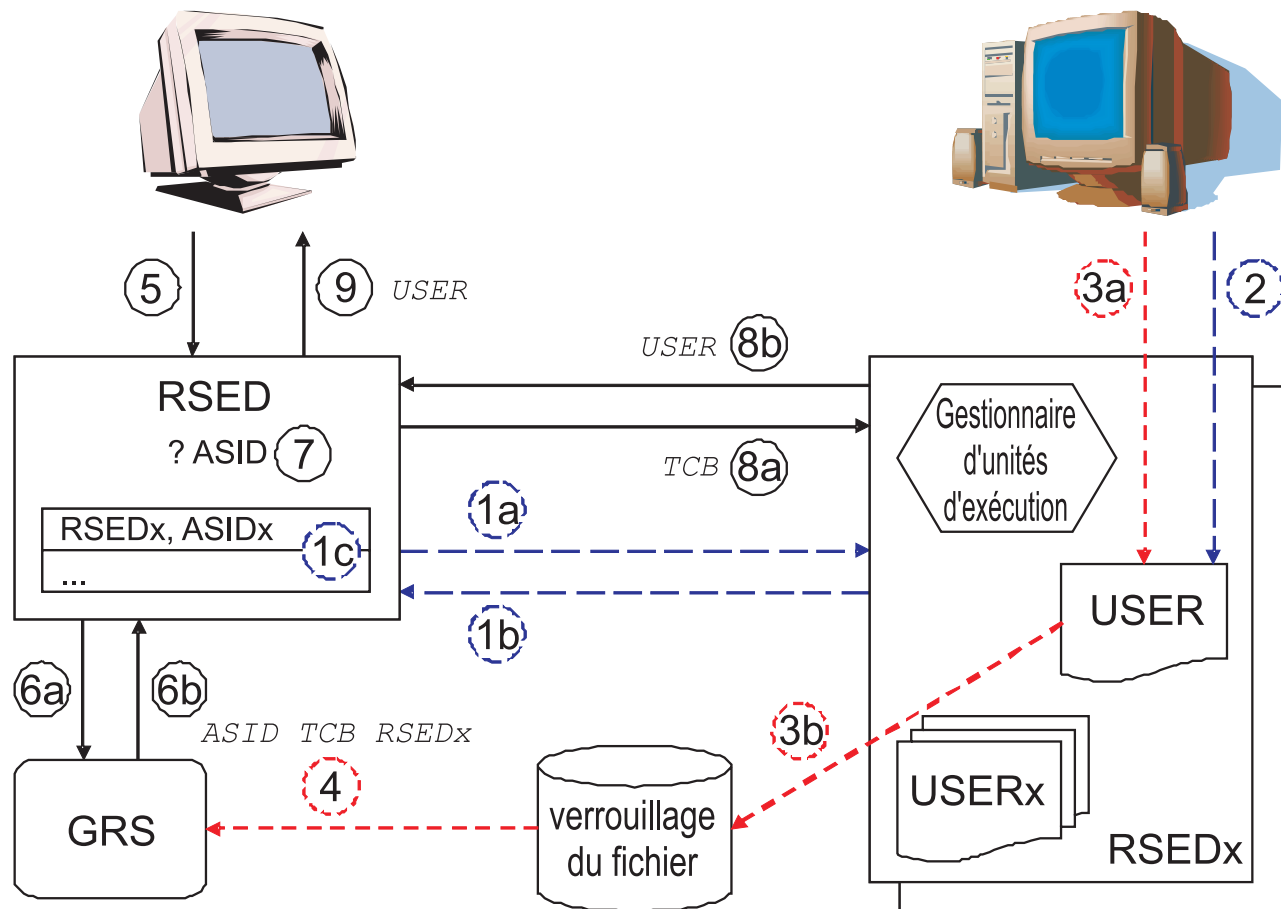 5
9
USER
3a
2
USER
8b
RSED
? ASID
7
TCB
8a
Gestionnaire
d'unités
d'exécution
RSEDx, ASIDx
1c
...
1a
1b
USER
6a
6b
ASID TCB RSEDx
4
3b
GRS
verrouillage
du fichier
USERx
RSEDx